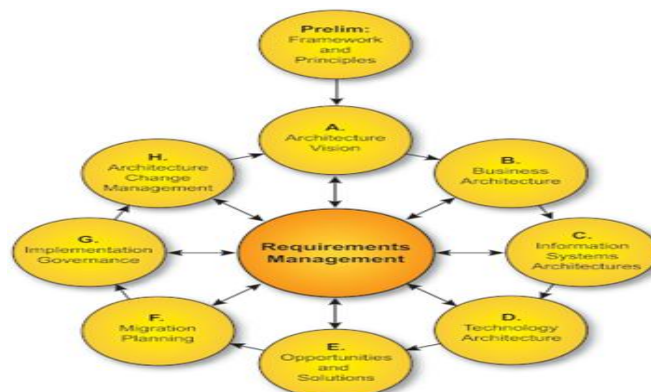 Prelim:
Framework
and
Principles
A.
Architecture
Vision
B.
Business
Architecture
C.
Information
Systems
Architectures
D.
Technology
Architecture
E.
Opportunities
and
Solutions
F.
Migration
Planning
G.
Implementation
Governance
H.
Architecture
Change
Management
Requirements
Management